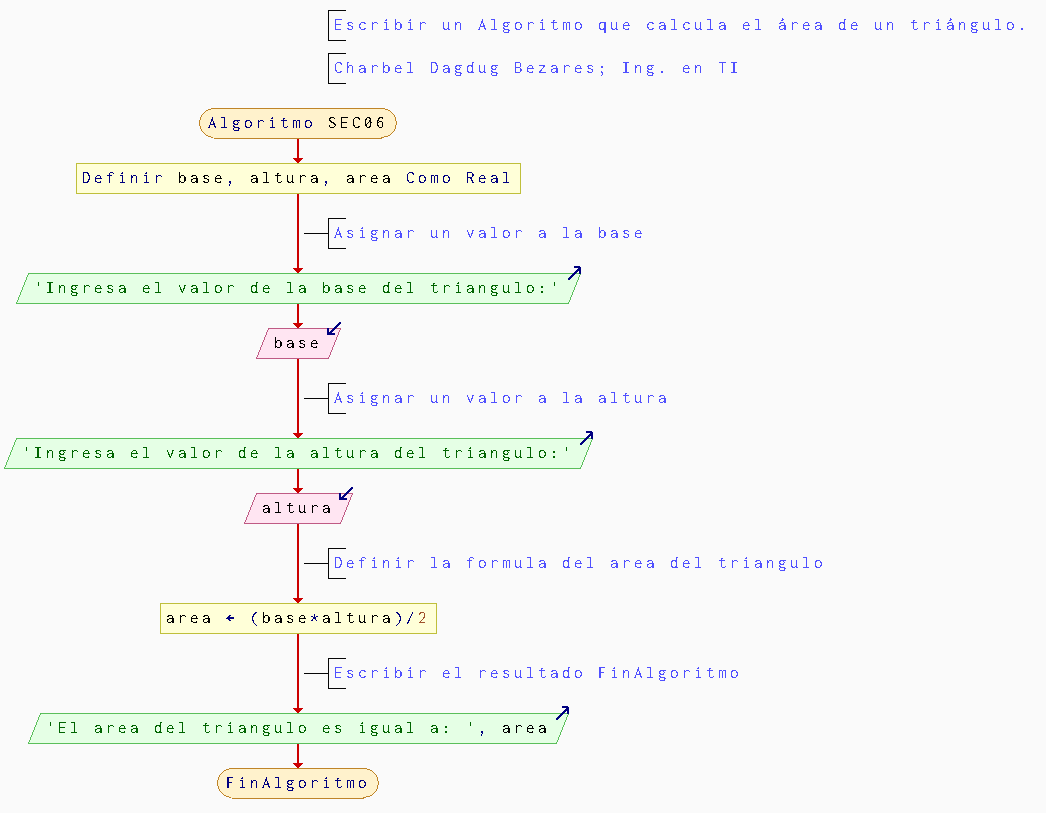 Escribir un Algoritmo que calcula el área de un triángulo.
Charbel Dagdug Bezares; Ing. en TI
Algoritmo SEC06
Definir base, altura, area Como Real
Asignar un valor a la base
'Ingresa el valor de la base del triangulo:'
base
Asignar un valor a la altura
'Ingresa el valor de la altura del triangulo:'
altura
Definir la formula del area del triangulo
area ← (base*altura)/2
Escribir el resultado FinAlgoritmo
'El area del triangulo es igual a: ', area
FinAlgoritmo